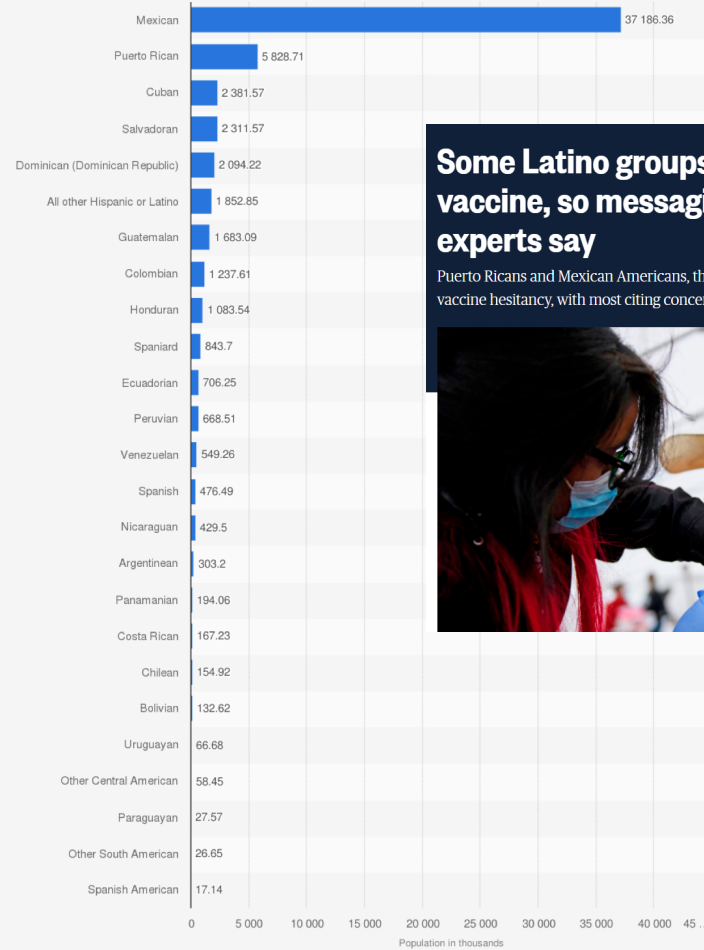 Mexican 37 186.36
Puerto Rican 5 828.71
Cuban 2 381.57
Salvadoran 2 311.57
Dominican (Dominican Republic) 2 094.22
All other Hispanic or Latino 1 852.85
Guatemalan 1 683.09
Colombian 1 237.61
Honduran 1 083.54
Spaniard 843.7
Ecuadorian 706.25
Peruvian 668.51
Venezuelan 549.26
Spanish 476.49
Nicaraguan 429.5
Argentinean 303.2
Panamanian 194.06
Costa Rican 167.23
Chilean 154.92
Bolivian 132.62
Uruguayan 66.68
Other Central American 58.45
Paraguayan 27.57
Other South American 26.65
Spanish American 17.14
0 5 000 10 000 15 000 20 000 25 000 30 000 35 000 40 000 45 ..
Population in thousands
Some Latino groups
vaccine, so messagi
experts say
Puerto Ricans and Mexican Americans, th
vaccine hesitancy, with most citing concer